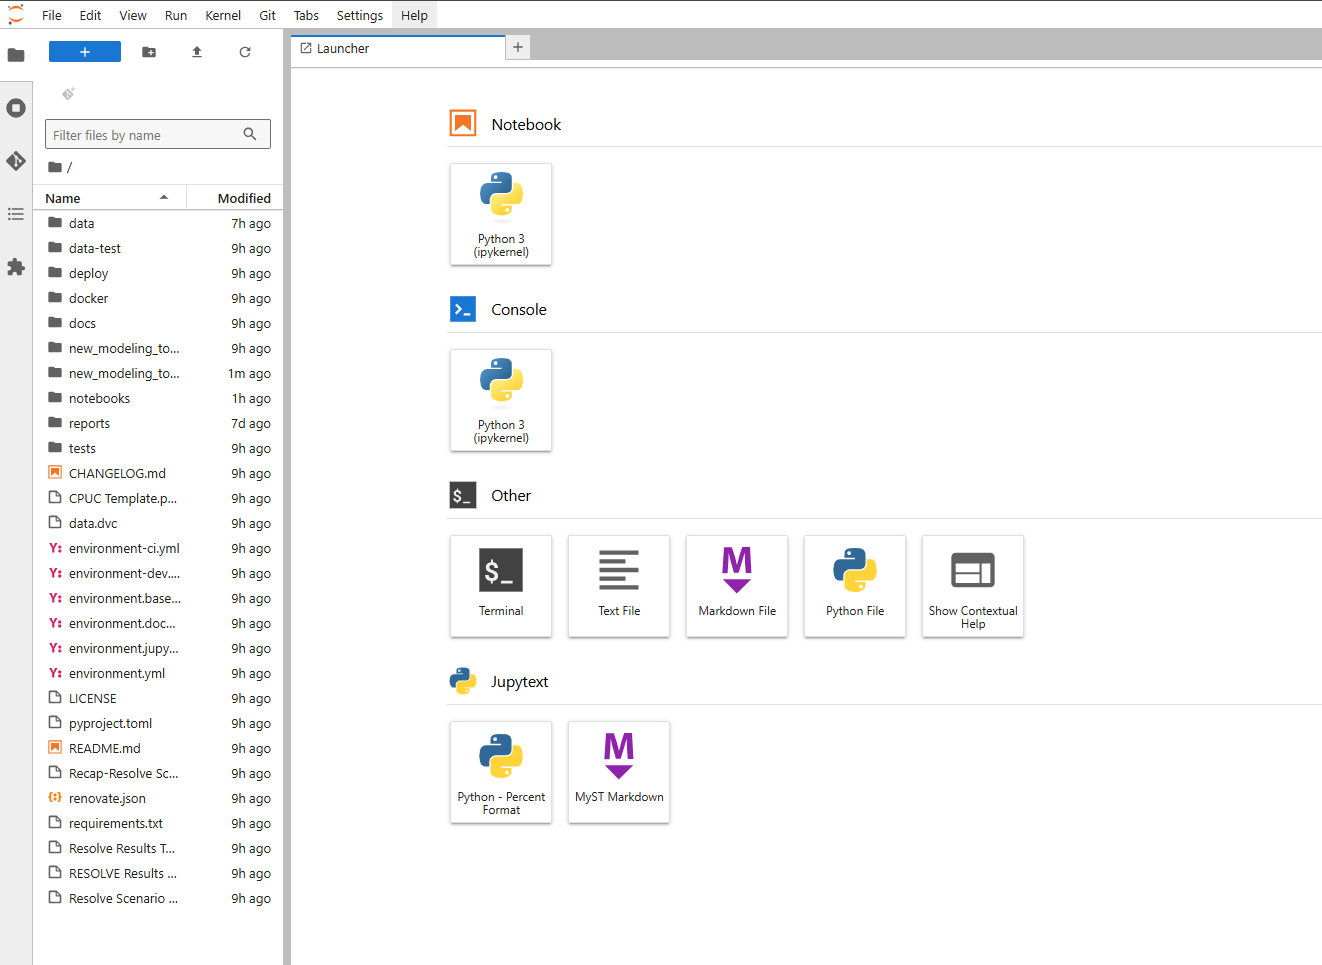 File Edit View Run Kernel Git Tabs Settings Help
+
Launcher
+
Filter files by name
/
Name Modified
data 7h ago
data-test 9h ago
deploy 9h ago
docker 9h ago
docs 9h ago
new_modeling_to... 9h ago
new_modeling_to... 1m ago
notebooks 1h ago
reports 7d ago
tests 9h ago
CHANGELOG.md 9h ago
CPUC Template.p... 9h ago
data.dvc 9h ago
Y: environment-ci.yml 9h ago
Y: environment-dev.... 9h ago
Y: environment.base... 9h ago
Y: environment.doc... 9h ago
Y: environment.jupy... 9h ago
Y: environment.yml 9h ago
LICENSE 9h ago
pyproject.toml 9h ago
README.md 9h ago
Recap-Resolve Sc... 9h ago
{:} renovate.json 9h ago
requirements.txt 9h ago
Resolve Results T... 9h ago
RESOLVE Results ... 9h ago
Resolve Scenario ... 9h ago
Notebook
Python 3
(ipykernel)
>_ Console
Python 3
(ipykernel)
$_ Other
$_
Terminal
Text File
M
Markdown File
Python File
Show Contextual
Help
Jupytext
Python - Percent
Format
M
MyST Markdown